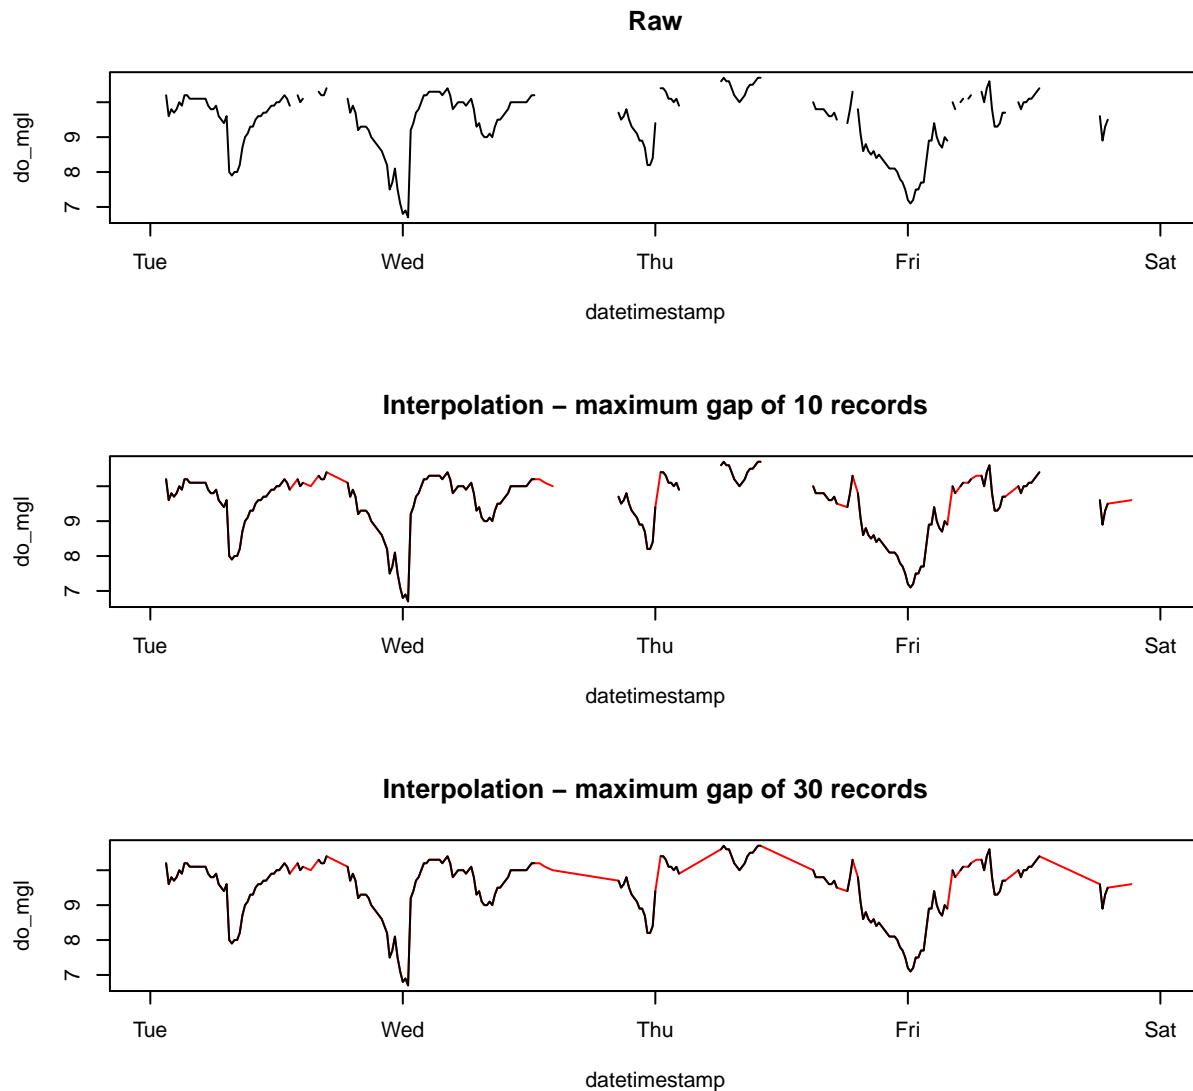 Raw
do_mgl
9
8
7
Tue Wed Thu Fri Sat
datetimestamp
Interpolation − maximum gap of 10 records
do_mgl
9
8
7
Tue Wed Thu Fri Sat
datetimestamp
Interpolation − maximum gap of 30 records
do_mgl
9
8
7
Tue Wed Thu Fri Sat
datetimestamp